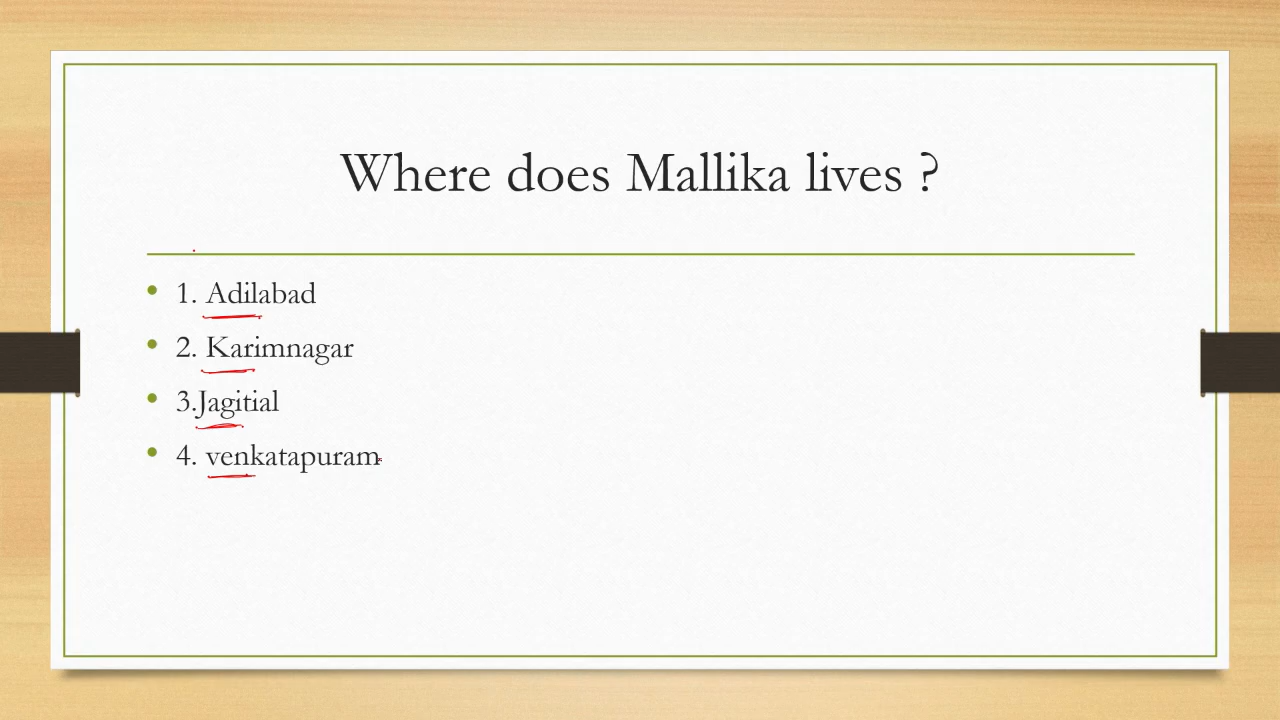 Where does Mallika lives ?
1. Adilabad
2. Karimnagar
3.Jagitial
4. venkatapuram